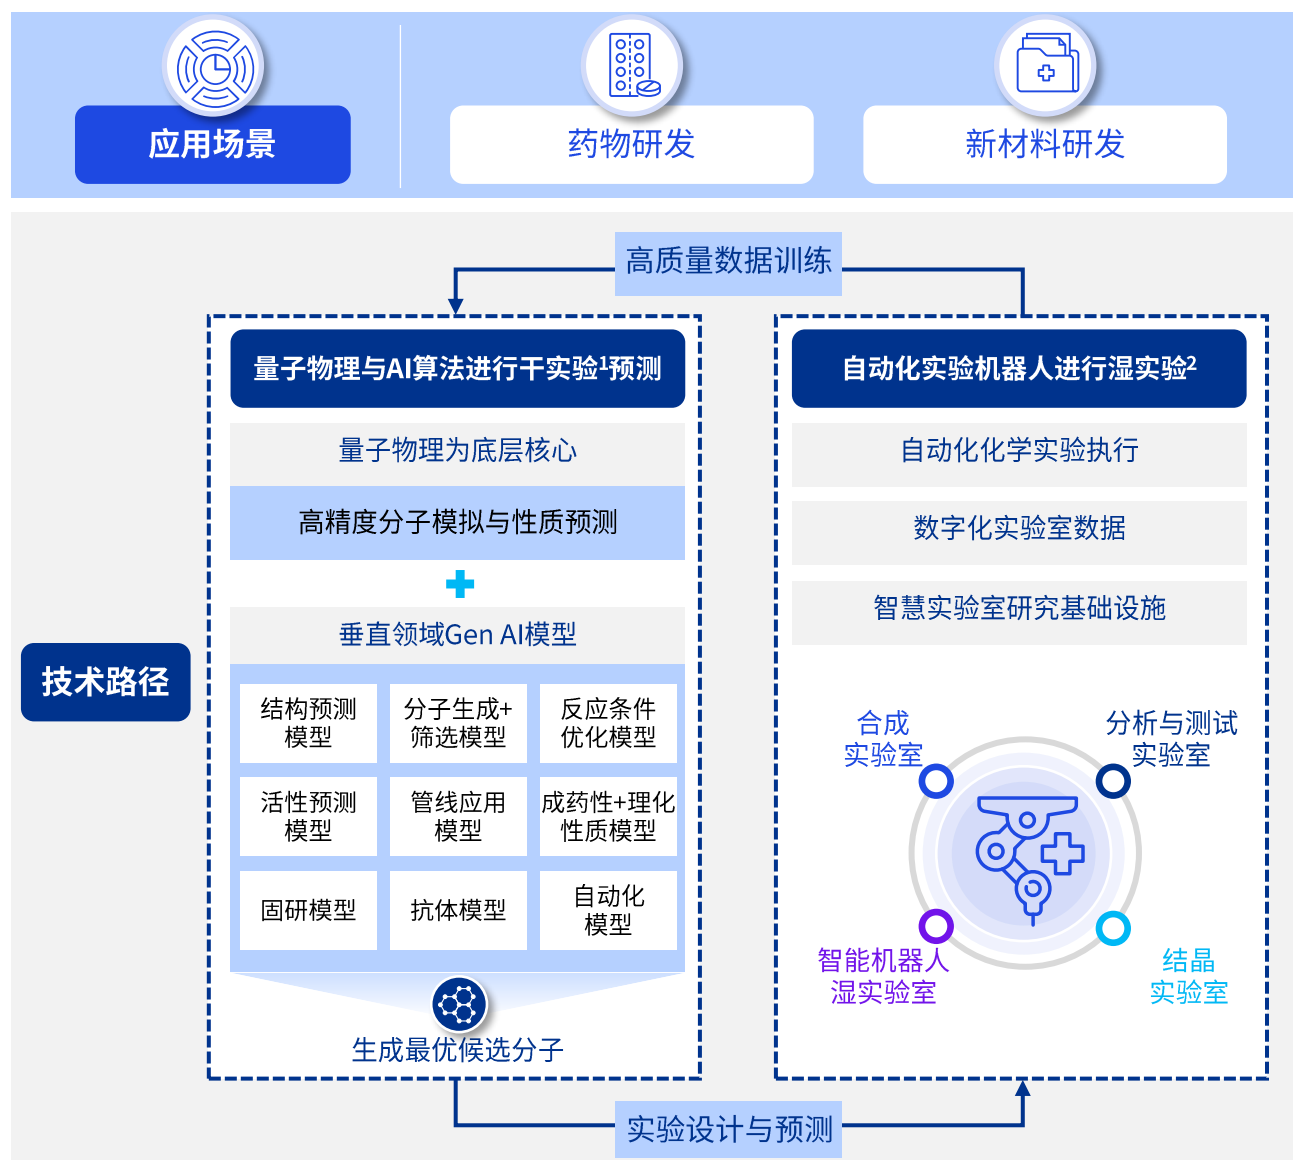 应用场景
药物研发
新材料研发
高质量数据训练
技术路径
量子物理与AI算法进行干实验¹预测
量子物理为底层核心
高精度分子模拟与性质预测
垂直领域Gen AI模型
结构预测
模型
分子生成+
筛选模型
反应条件
优化模型
活性预测
模型
管线应用
模型
成药性+理化
性质模型
固研模型
抗体模型
自动化
模型
生成最优候选分子
自动化实验机器人进行湿实验²
自动化化学实验执行
数字化实验室数据
智慧实验室研究基础设施
合成
实验室
分析与测试
实验室
智能机器人
湿实验室
结晶
实验室
实验设计与预测